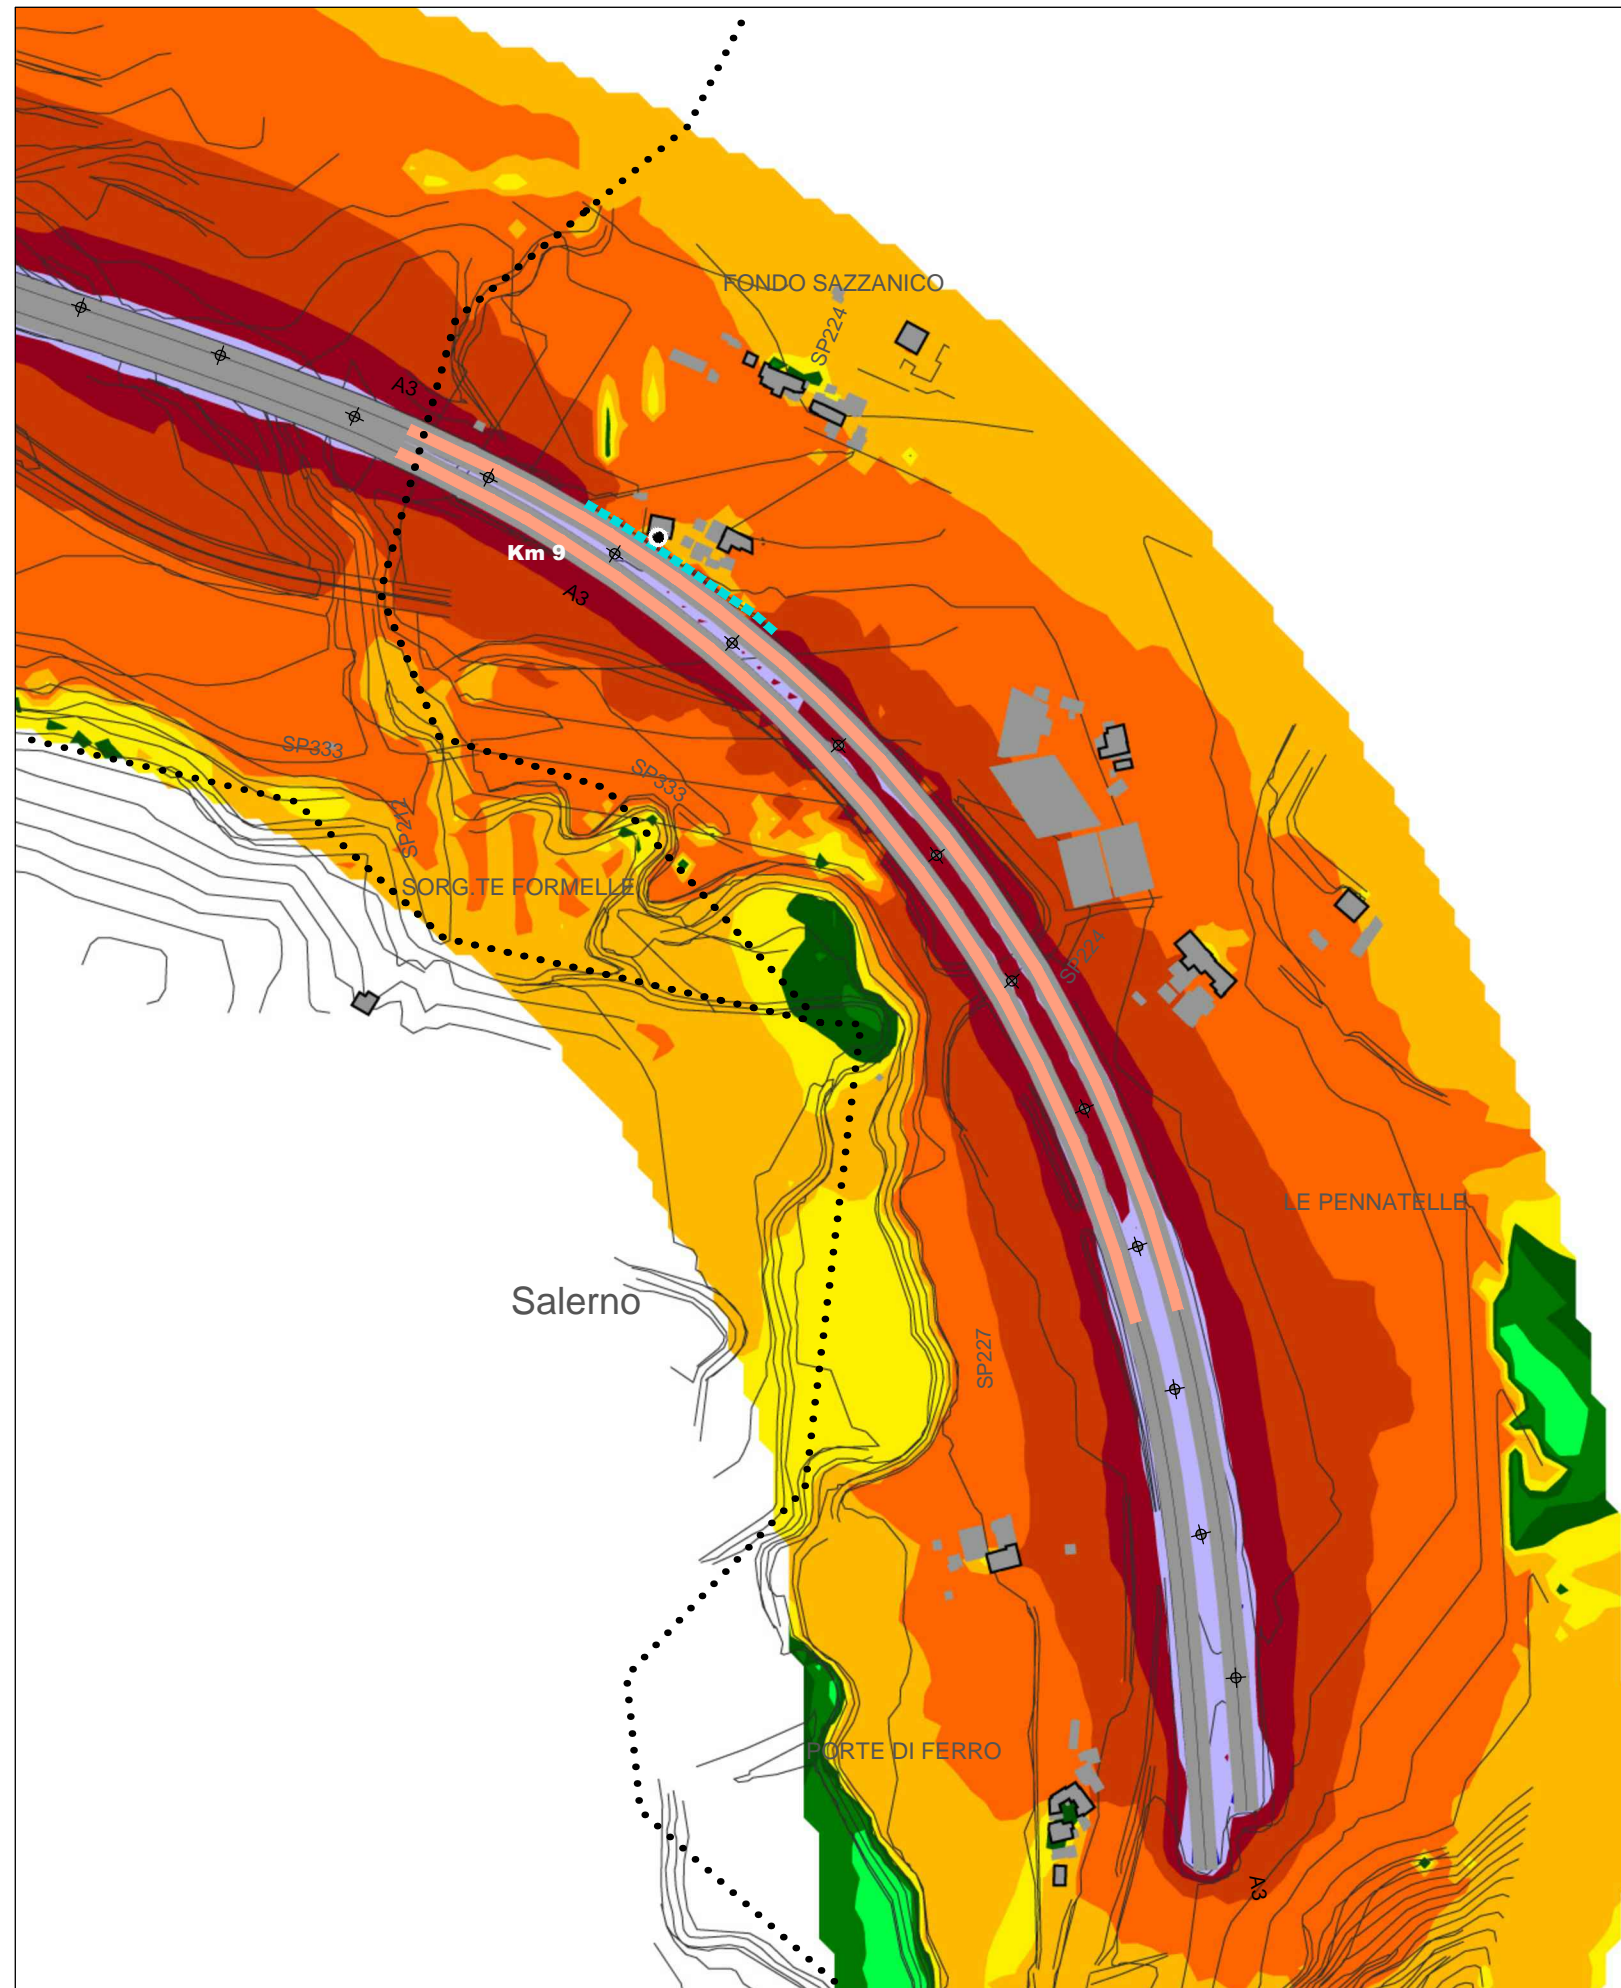 FONDO SAZZANICO
SP224
A3
Km 9
A3
SP333
SP333
SORG.TE FORMELLE
SP224
LE PENNATELLE
Salerno
SP227
PORTE DI FERRO
A3